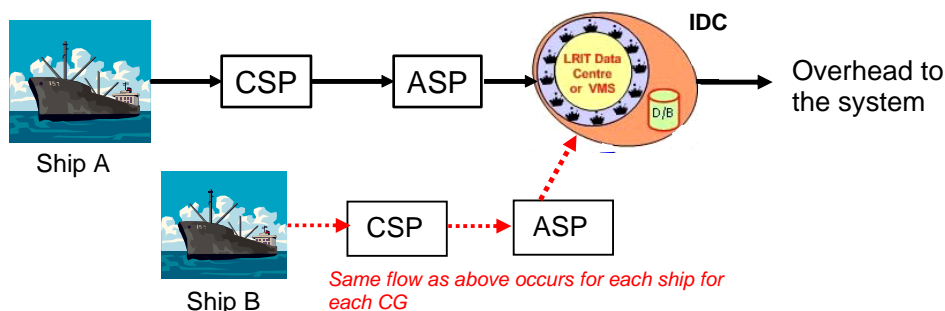 IDC
LRIT Data
Centre
or VMS
D/B
CSP
ASP
Overhead to
the system
Ship A
CSP
ASP
Same flow as above occurs for each ship for
each CG
Ship B